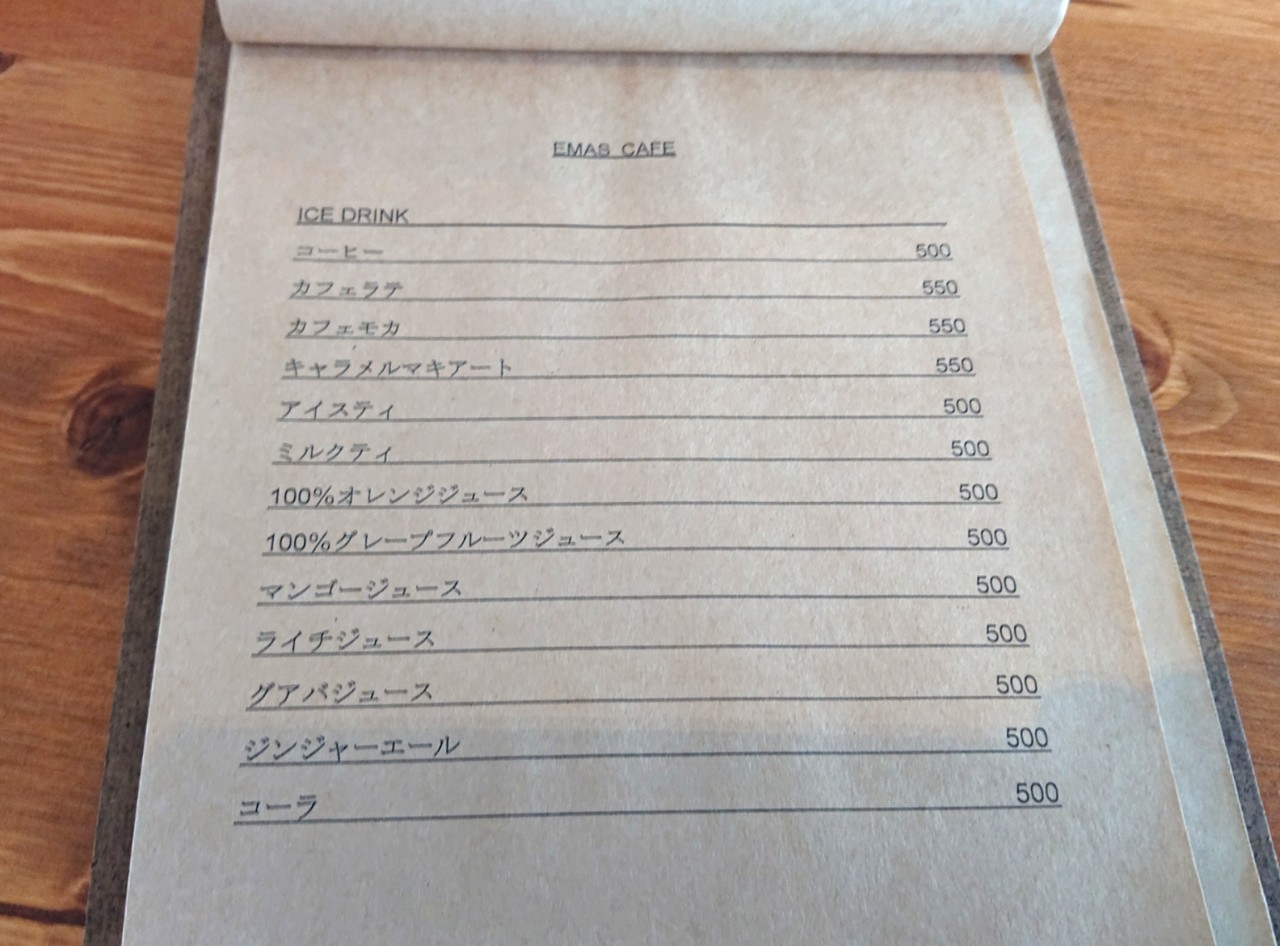 EMAS CAFE
ICE DRINK
コーヒー 500
カフェラテ 550
カフェモカ 550
キャラメルマキアート 550
アイスティ 500
ミルクティ 500
100%オレンジジュース 500
100%グレープフルーツジュース 500
マンゴージュース 500
ライチジュース 500
グアバジュース 500
ジンジャーエール 500
コーラ 500